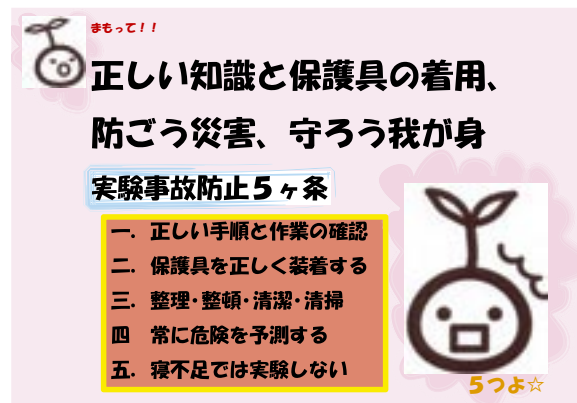 まもって！！
正しい知識と保護具の着用、
防ごう災害、守ろう我が身
実験事故防止５ヶ条
一．正しい手順と作業の確認
二．保護具を正しく装着する
三．整理・整頓・清潔・清掃
四　常に危険を予測する
五．寝不足では実験しない
５つよ☆